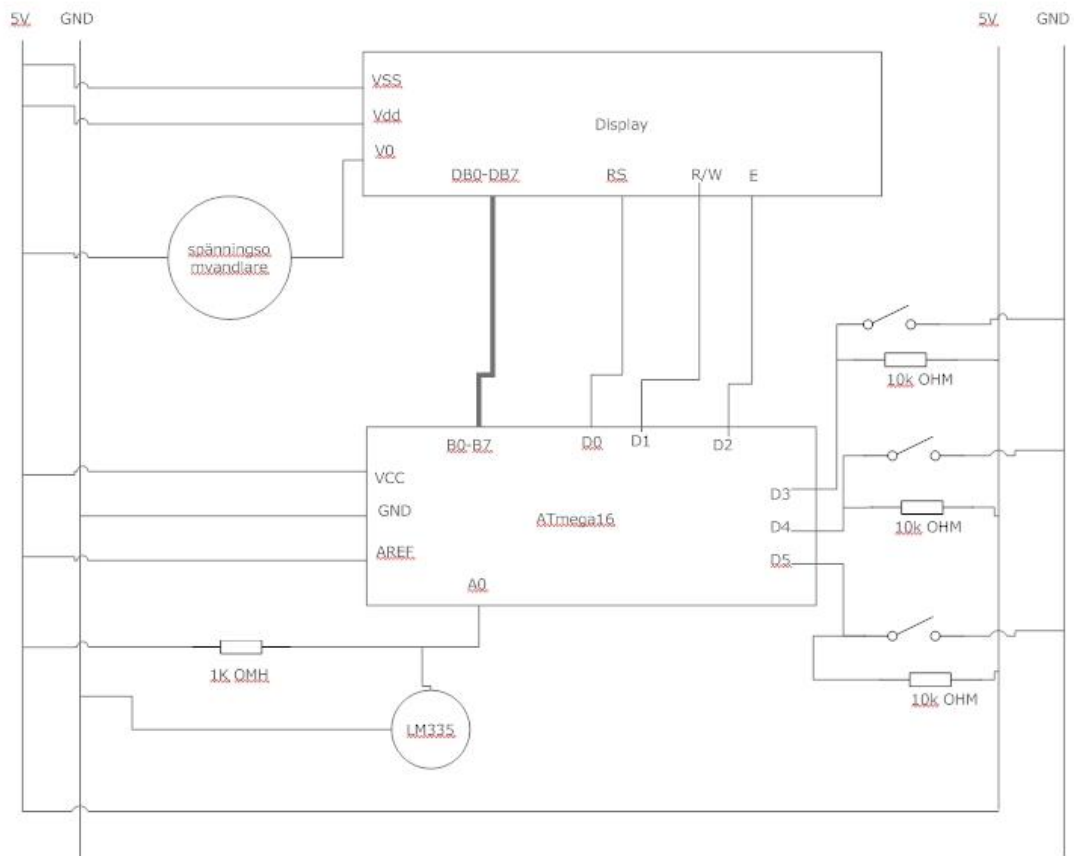 5V GND 5V GND
VSS
Vdd
Display
V0
DB0-DB7 RS R/W E
spänningso
mvandlare
10k OHM
B0-B7 D0 D1 D2
VCC
D3
GND
ATmega16
D4
10k OHM
AREF
D5
A0
1K OMH
10k OHM
LM335